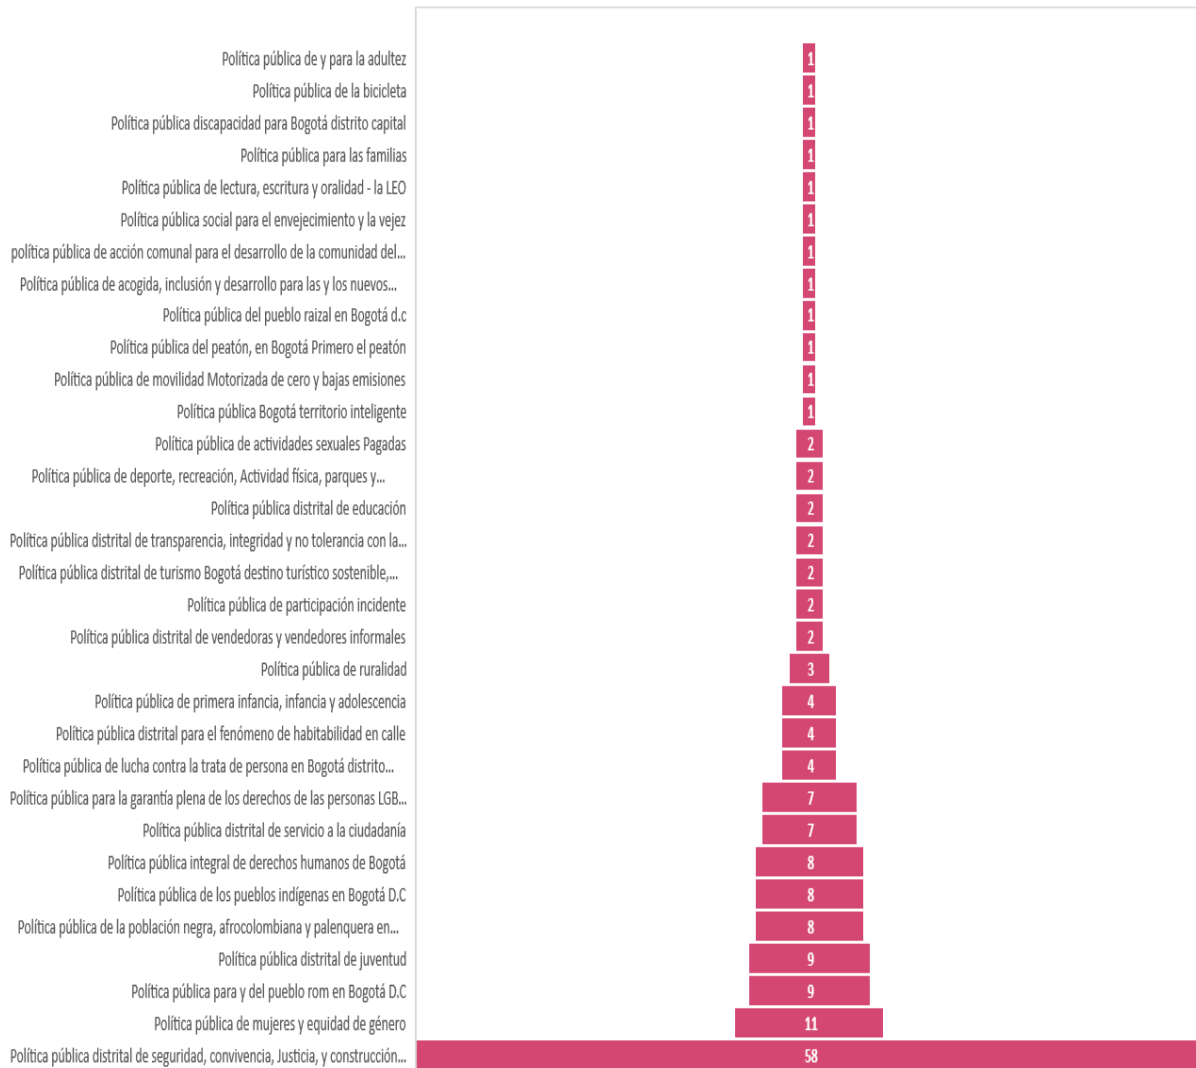 Política pública de y para la adultez 1
Política pública de la bicicleta 1
Política pública discapacidad para Bogotá distrito capital 1
Política pública para las familias 1
Política pública de lectura, escritura y oralidad - la LEO 1
Política pública social para el envejecimiento y la vejez 1
política pública de acción comunal para el desarrollo de la comunidad del... 1
Política pública de acogida, inclusión y desarrollo para las y los nuevos... 1
Política pública del pueblo raizal en Bogotá d.c 1
Política pública del peatón, en Bogotá Primero el peatón 1
Política pública de movilidad Motorizada de cero y bajas emisiones 1
Política pública Bogotá territorio inteligente 1
Política pública de actividades sexuales Pagadas 2
Política pública de deporte, recreación, Actividad física, parques y... 2
Política pública distrital de educación 2
Política pública distrital de transparencia, integridad y no tolerancia con la... 2
Política pública distrital de turismo Bogotá destino turístico sostenible,... 2
Política pública de participación incidente 2
Política pública distrital de vendedoras y vendedores informales 2
Política pública de ruralidad 3
Política pública de primera infancia, infancia y adolescencia 4
Política pública distrital para el fenómeno de habitabilidad en calle 4
Política pública de lucha contra la trata de persona en Bogotá distrito... 4
Política pública para la garantía plena de los derechos de las personas LGB... 7
Política pública distrital de servicio a la ciudadanía 7
Política pública integral de derechos humanos de Bogotá 8
Política pública de los pueblos indígenas en Bogotá D.C 8
Política pública de la población negra, afrocolombiana y palenquera en... 8
Política pública distrital de juventud 9
Política pública para y del pueblo rom en Bogotá D.C 9
Política pública de mujeres y equidad de género 11
Política pública distrital de seguridad, convivencia, Justicia, y construcción... 58